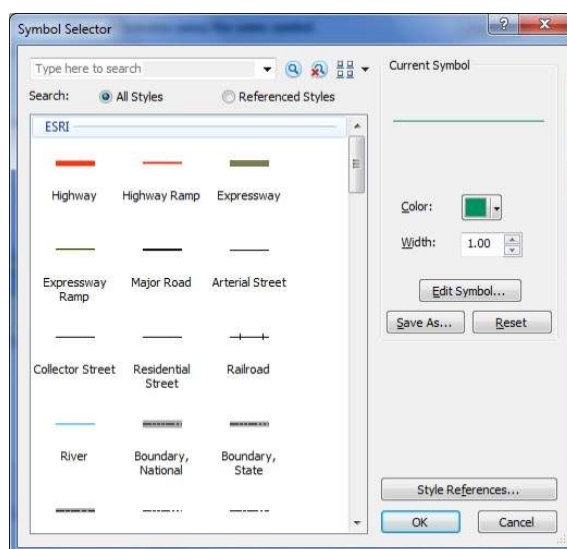 Symbol Selector
Type here to search
Search: All Styles Referenced Styles
ESRI
Highway Highway Ramp Expressway
Expressway Ramp Major Road Arterial Street
Collector Street Residential Street Railroad
River Boundary, National Boundary, State
Current Symbol
Color:
Width: 1.00
Edit Symbol...
Save As... Reset
Style References...
OK Cancel